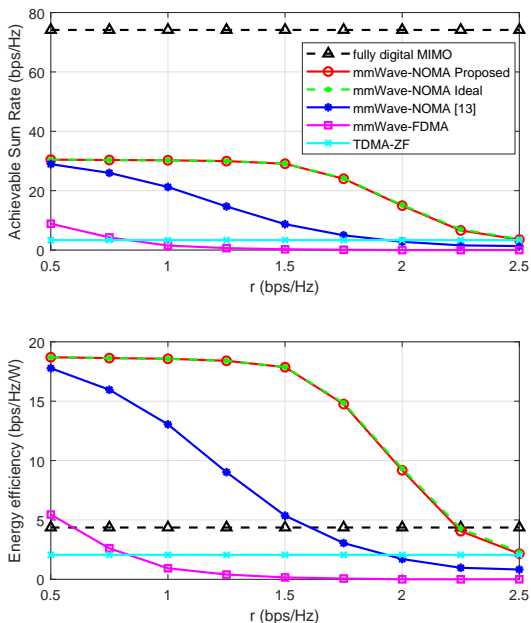 80
60
40
20
0
Achievable Sum Rate (bps/Hz)
fully digital MIMO
mmWave-NOMA Proposed
mmWave-NOMA Ideal
mmWave-NOMA [13]
mmWave-FDMA
TDMA-ZF
0.5 1 1.5 2 2.5
r (bps/Hz)
20
15
10
5
0
Energy efficiency (bps/Hz/W)
0.5 1 1.5 2 2.5
r (bps/Hz)